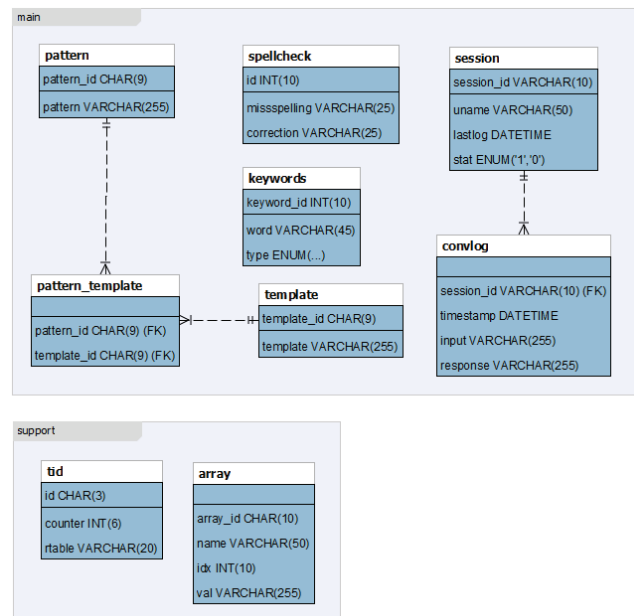 main
pattern
pattern_id CHAR(9)
pattern VARCHAR(255)
spellcheck
id INT(10)
missspelling VARCHAR(25)
correction VARCHAR(25)
session
session_id VARCHAR(10)
uname VARCHAR(50)
lastlog DATETIME
stat ENUM('1','0')
keywords
keyword_id INT(10)
word VARCHAR(45)
type ENUM(...)
pattern_template
pattern_id CHAR(9) (FK)
template_id CHAR(9) (FK)
template
template_id CHAR(9)
template VARCHAR(255)
convlog
session_id VARCHAR(10) (FK)
timestamp DATETIME
input VARCHAR(255)
response VARCHAR(255)
support
tid
id CHAR(3)
counter INT(6)
rtable VARCHAR(20)
array
array_id CHAR(10)
name VARCHAR(50)
idx INT(10)
val VARCHAR(255)